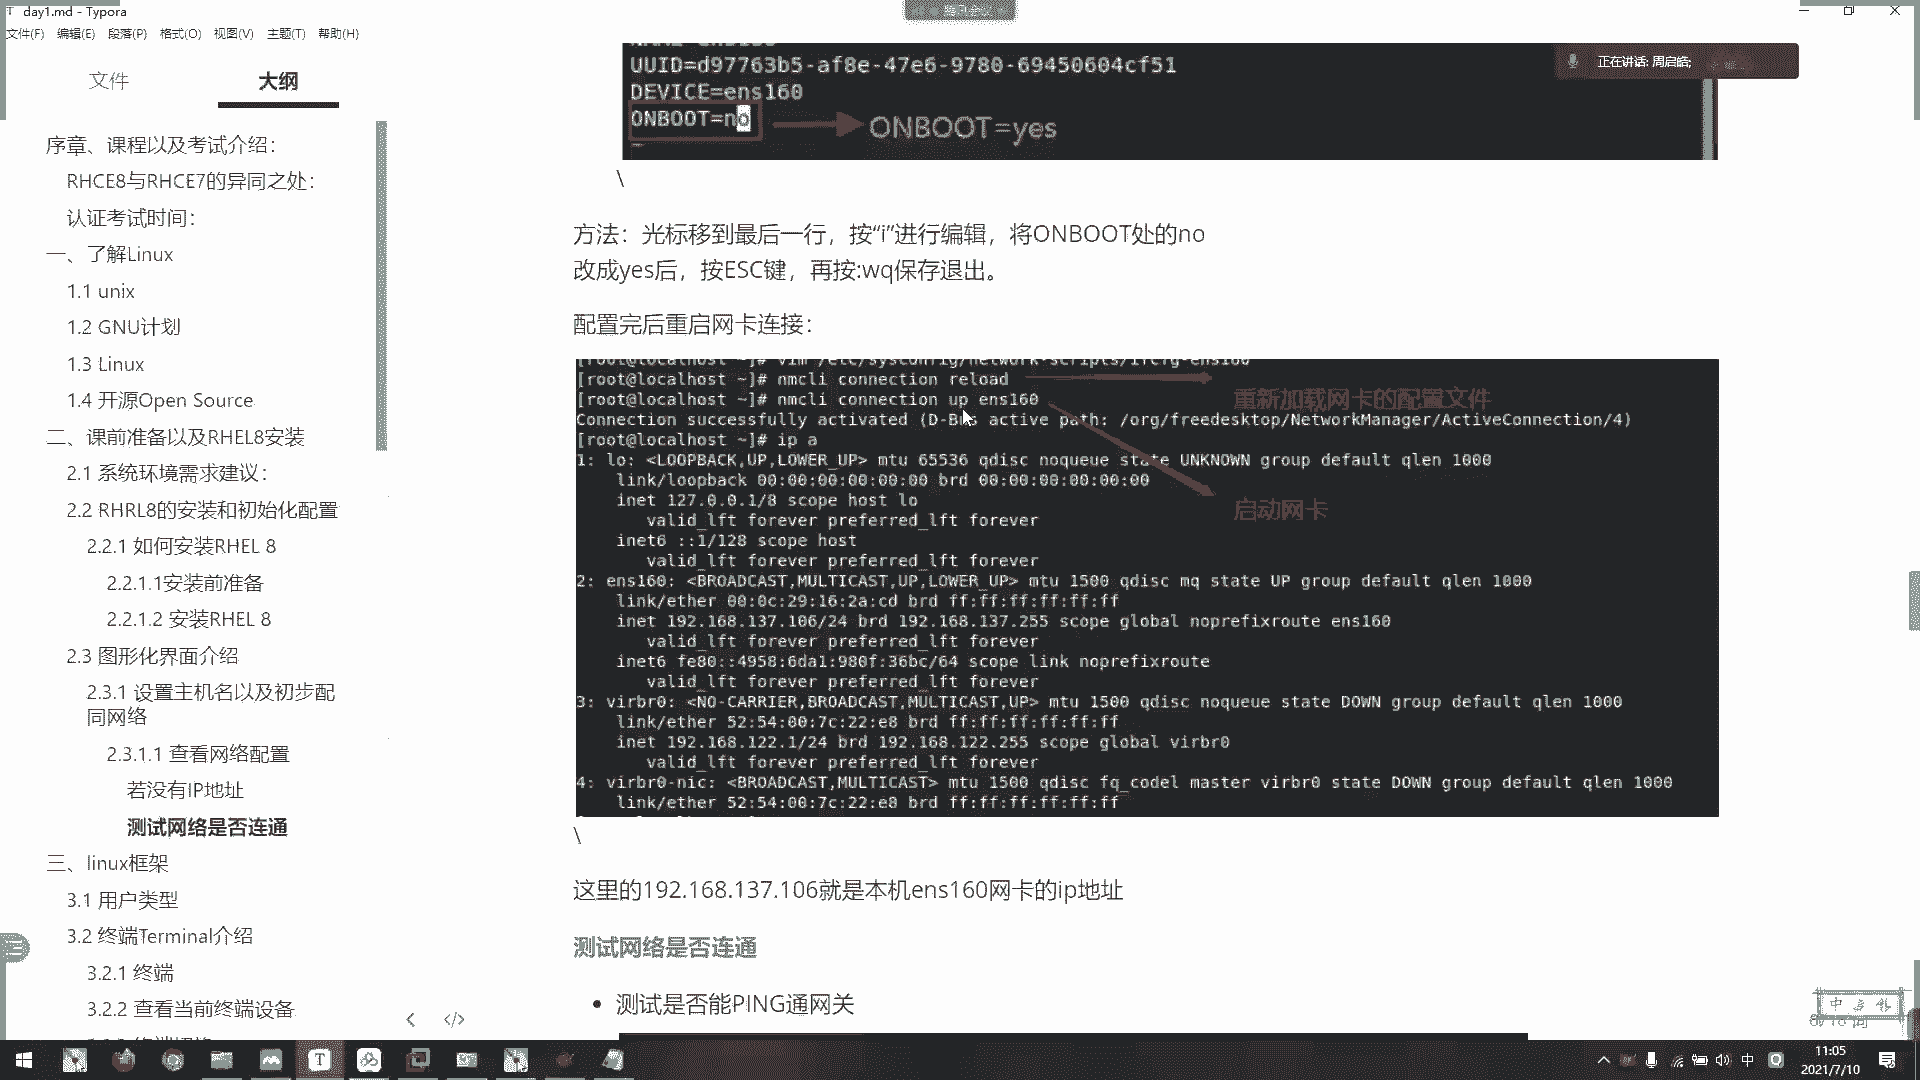 day1.md - Typora
腾讯会议
文件(F) 编辑(E) 段落(P) 格式(O) 视图(V) 主题(T) 帮助(H)
正在讲话: 周启皓;
文件
大纲
序章、课程以及考试介绍：
RHCE8与RHCE7的异同之处：
认证考试时间：
一、了解Linux
1.1 unix
1.2 GNU计划
1.3 Linux
1.4 开源Open Source
二、课前准备以及RHEL8安装
2.1 系统环境需求建议：
2.2 RHRL8的安装和初始化配置
2.2.1 如何安装RHEL 8
2.2.1.1安装前准备
2.2.1.2 安装RHEL 8
2.3 图形化界面介绍
2.3.1 设置主机名以及初步配
同网络
2.3.1.1 查看网络配置
若没有IP地址
测试网络是否连通
三、linux框架
3.1 用户类型
3.2 终端Terminal介绍
3.2.1 终端
3.2.2 查看当前终端设备
UUID=d97763b5-af8e-47e6-9780-69450604cf51
DEVICE=ens160
ONBOOT=no
ONBOOT=yes
\
方法：光标移到最后一行，按“i”进行编辑，将ONBOOT处的no
改成yes后，按ESC键，再按:wq保存退出。
配置完后重启网卡连接：
[root@localhost ~]# vim /etc/sysconfig/network-scripts/ifcfg-ens160
[root@localhost ~]# nmcli connection reload
重新加载网卡的配置文件
[root@localhost ~]# nmcli connection up ens160
Connection successfully activated (D-Bus active path: /org/freedesktop/NetworkManager/ActiveConnection/4)
[root@localhost ~]# ip a
1: lo: <LOOPBACK,UP,LOWER_UP> mtu 65536 qdisc noqueue state UNKNOWN group default qlen 1000
link/loopback 00:00:00:00:00:00 brd 00:00:00:00:00:00
inet 127.0.0.1/8 scope host lo
启动网卡
valid_lft forever preferred_lft forever
inet6 ::1/128 scope host
valid_lft forever preferred_lft forever
2: ens160: <BROADCAST,MULTICAST,UP,LOWER_UP> mtu 1500 qdisc mq state UP group default qlen 1000
link/ether 00:0c:29:16:2a:cd brd ff:ff:ff:ff:ff:ff
inet 192.168.137.106/24 brd 192.168.137.255 scope global noprefixroute ens160
valid_lft forever preferred_lft forever
inet6 fe80::4958:6da1:980f:36bc/64 scope link noprefixroute
valid_lft forever preferred_lft forever
3: virbr0: <NO-CARRIER,BROADCAST,MULTICAST,UP> mtu 1500 qdisc noqueue state DOWN group default qlen 1000
link/ether 52:54:00:7c:22:e8 brd ff:ff:ff:ff:ff:ff
inet 192.168.122.1/24 brd 192.168.122.255 scope global virbr0
valid_lft forever preferred_lft forever
4: virbr0-nic: <BROADCAST,MULTICAST> mtu 1500 qdisc fq_codel master virbr0 state DOWN group default qlen 1000
link/ether 52:54:00:7c:22:e8 brd ff:ff:ff:ff:ff:ff
\
这里的192.168.137.106就是本机ens160网卡的ip地址
测试网络是否连通
• 测试是否能PING通网关
中
11:05
2021/7/10